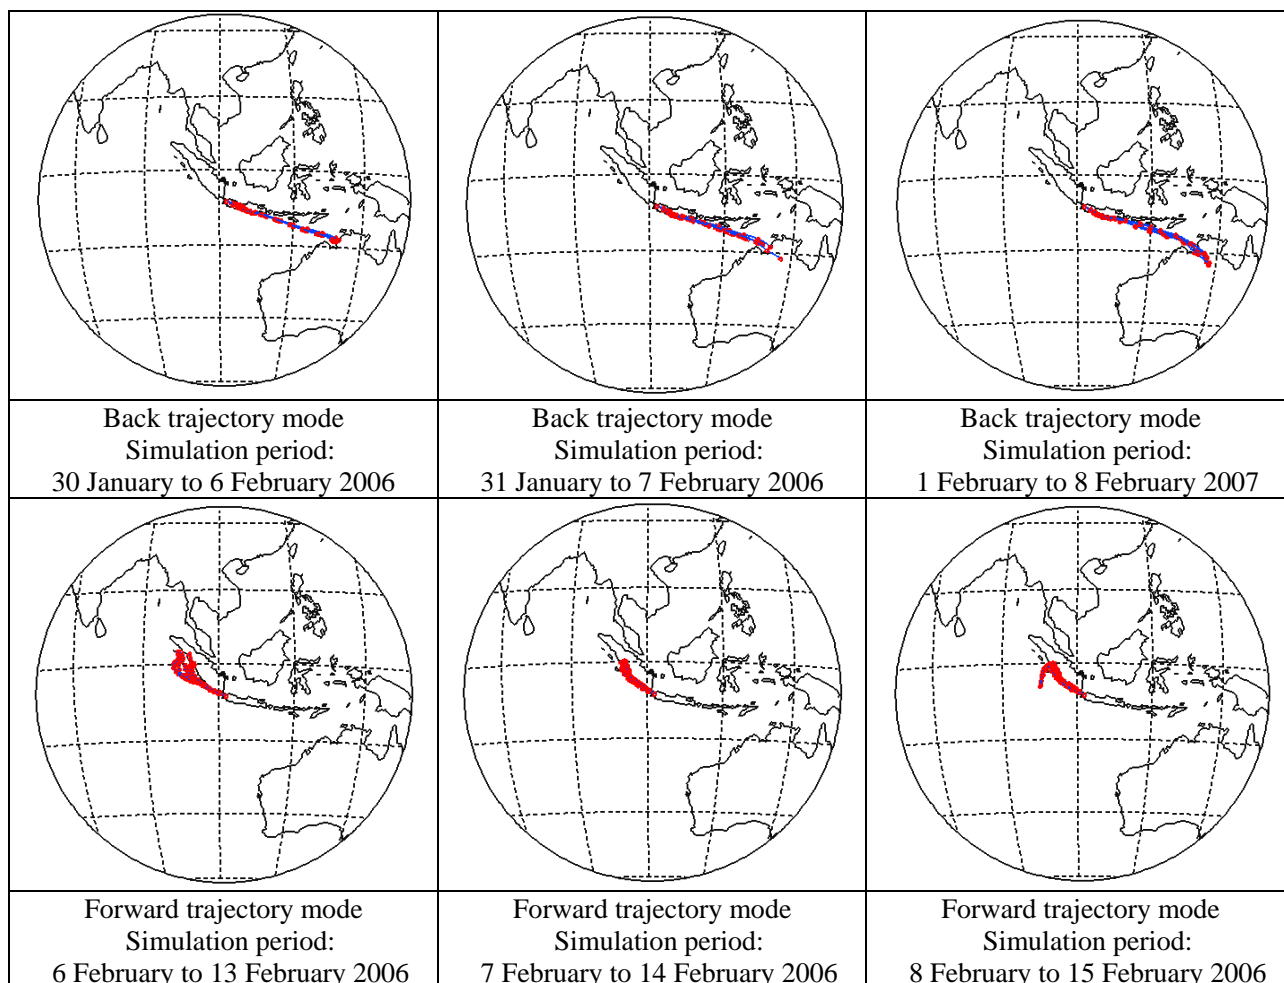 Back trajectory mode
Simulation period:
30 January to 6 February 2006
Back trajectory mode
Simulation period:
31 January to 7 February 2006
Back trajectory mode
Simulation period:
1 February to 8 February 2007
Forward trajectory mode
Simulation period:
6 February to 13 February 2006
Forward trajectory mode
Simulation period:
7 February to 14 February 2006
Forward trajectory mode
Simulation period:
8 February to 15 February 2006